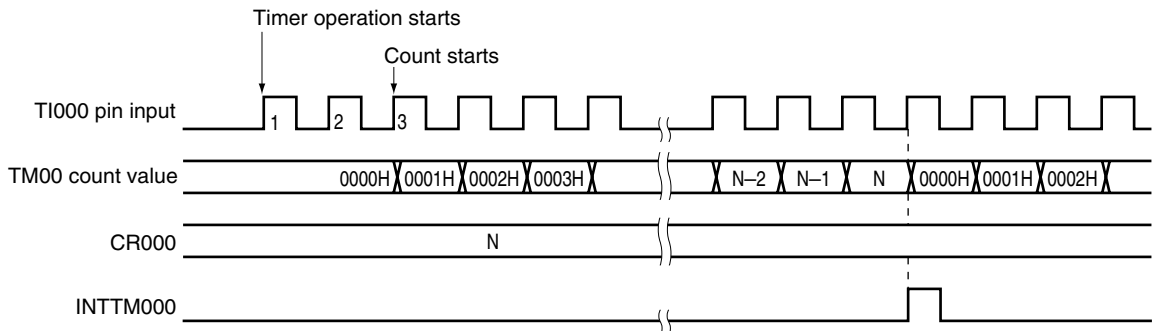 Timer operation starts
Count starts
TI000 pin input
1 2 3
TM00 count value
0000H 0001H 0002H 0003H N–2 N–1 N 0000H 0001H 0002H
CR000
N
INTTM000